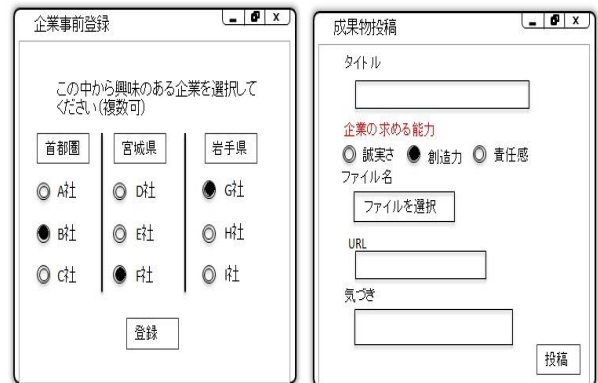 企業事前登録
この中から興味のある企業を選択して
ください(複数可)
首都圏 宮城県 岩手県
A社 D社 G社
B社 E社 H社
C社 F社 I社
登録
成果物投稿
タイトル
企業の求める能力
誠実さ 創造力 責任感
ファイル名
ファイルを選択
URL
気づき
投稿